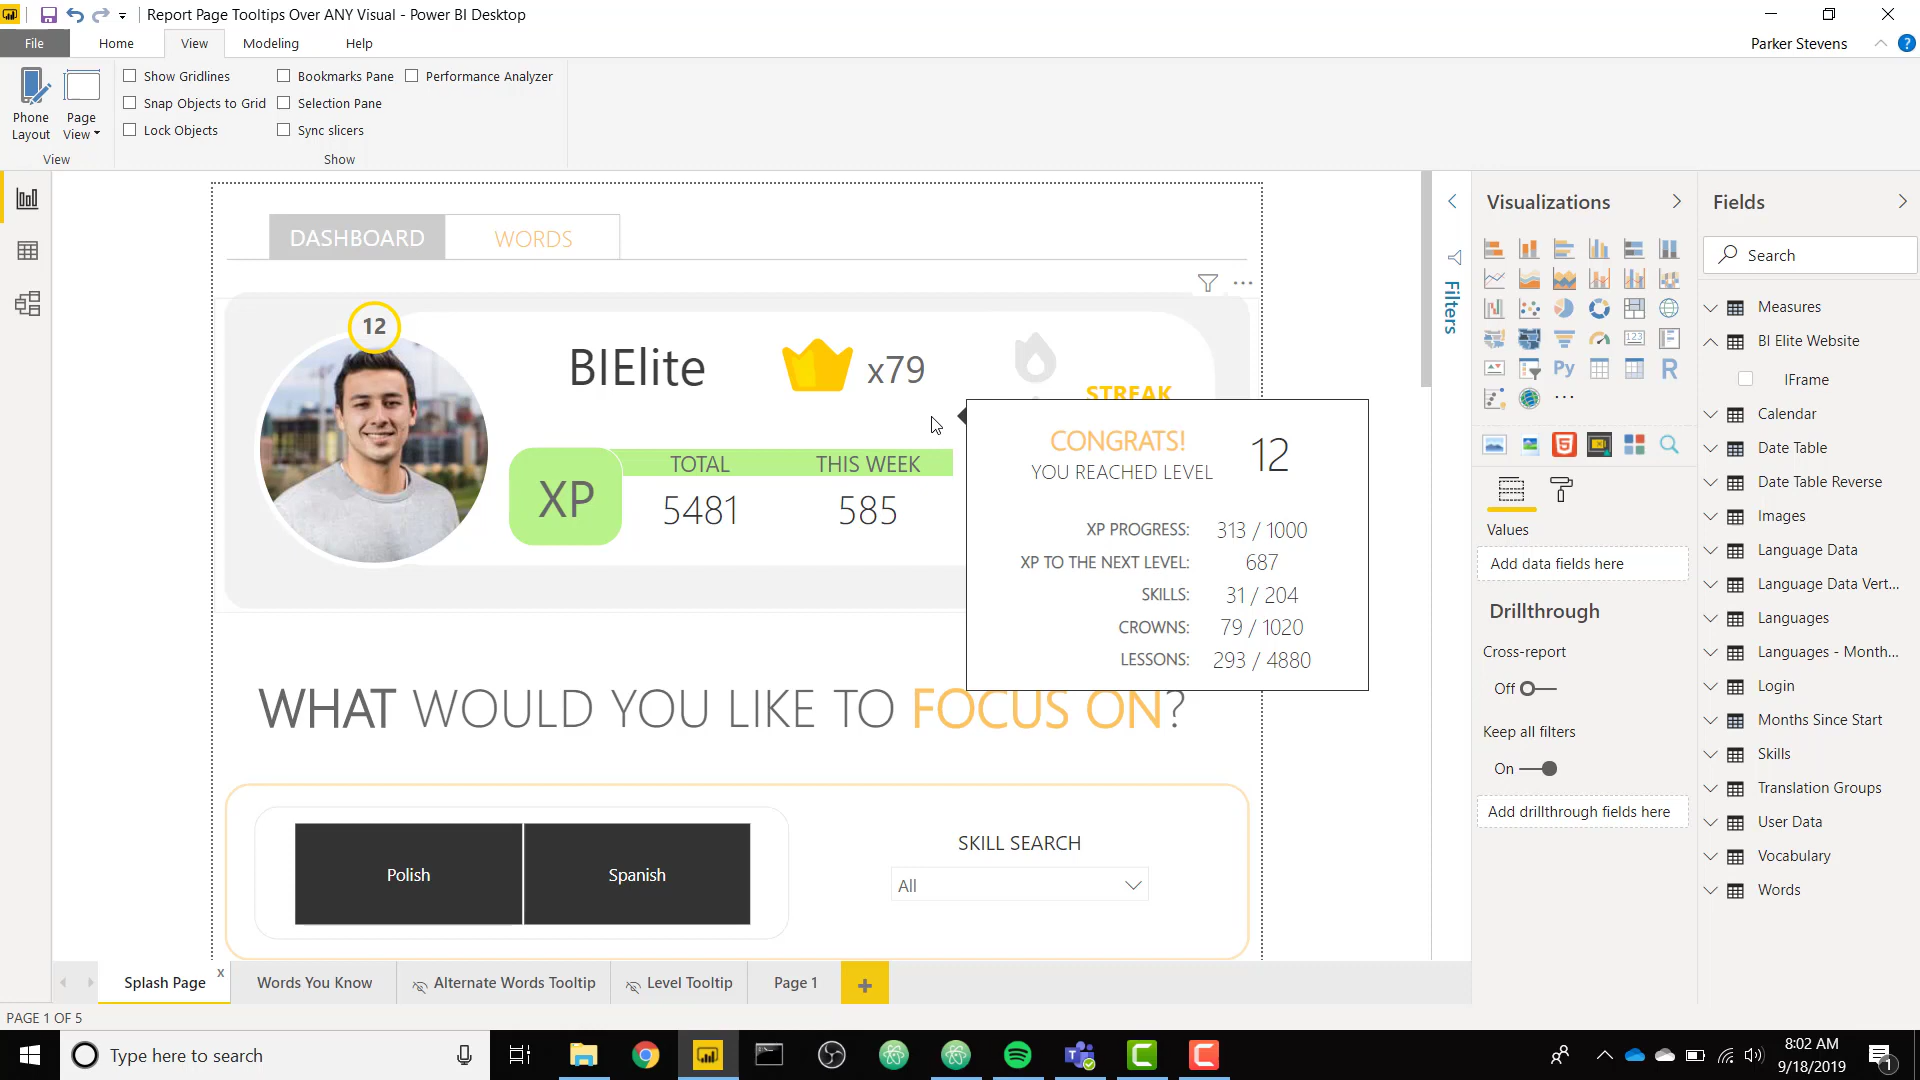 Report Page Tooltips Over ANY Visual - Power BI Desktop
File Home View Modeling Help
Parker Stevens
?
Phone Layout
Page View
Show Gridlines
Snap Objects to Grid
Lock Objects
Bookmarks Pane
Selection Pane
Sync slicers
Performance Analyzer
View
Show
DASHBOARD WORDS
12
BIElite
x79
STREAK
XP
TOTAL THIS WEEK
5481 585
CONGRATS!
YOU REACHED LEVEL
12
XP PROGRESS: 313 / 1000
XP TO THE NEXT LEVEL: 687
SKILLS: 31 / 204
CROWNS: 79 / 1020
LESSONS: 293 / 4880
WHAT WOULD YOU LIKE TO FOCUS ON?
Polish Spanish
SKILL SEARCH
All
Filters
Visualizations
Py
R
123
5
Values
Add data fields here
Drillthrough
Cross-report
Off
Keep all filters
On
Add drillthrough fields here
Fields
Search
Measures
BI Elite Website
IFrame
Calendar
Date Table
Date Table Reverse
Images
Language Data
Language Data Vert...
Languages
Languages - Month...
Login
Months Since Start
Skills
Translation Groups
User Data
Vocabulary
Words
Splash Page x
Words You Know
Alternate Words Tooltip
Level Tooltip
Page 1
+
PAGE 1 OF 5
Type here to search
8:02 AM
9/18/2019
1